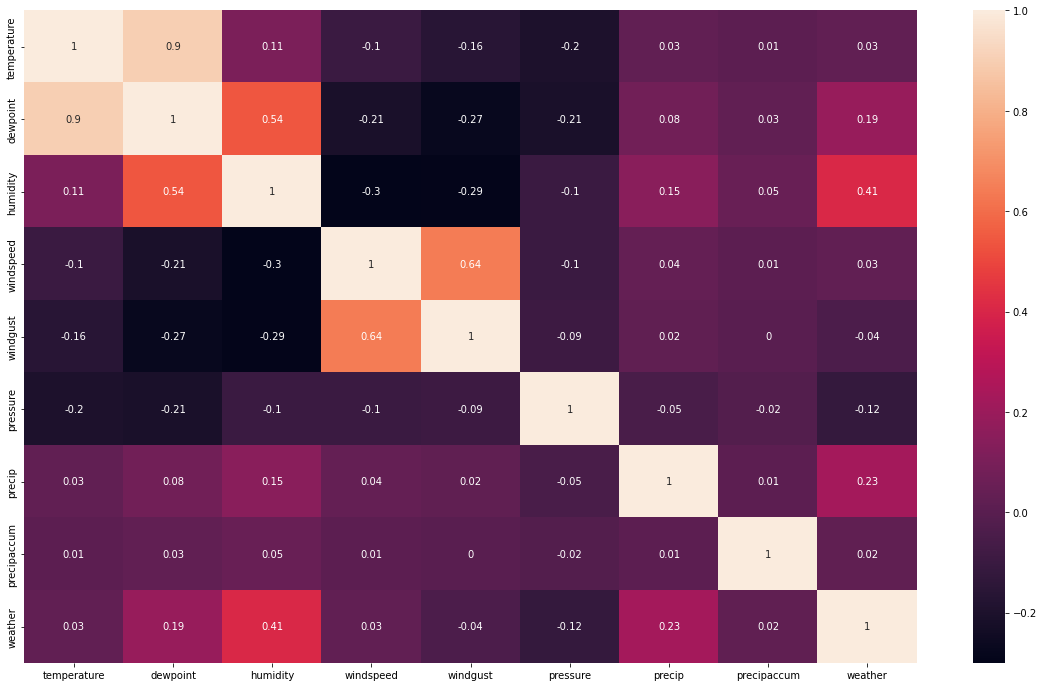 temperature 1 0.9 0.11 -0.1 -0.16 -0.2 0.03 0.01 0.03
dewpoint 0.9 1 0.54 -0.21 -0.27 -0.21 0.08 0.03 0.19
humidity 0.11 0.54 1 -0.3 -0.29 -0.1 0.15 0.05 0.41
windspeed -0.1 -0.21 -0.3 1 0.64 -0.1 0.04 0.01 0.03
windgust -0.16 -0.27 -0.29 0.64 1 -0.09 0.02 0 -0.04
pressure -0.2 -0.21 -0.1 -0.1 -0.09 1 -0.05 -0.02 -0.12
precip 0.03 0.08 0.15 0.04 0.02 -0.05 1 0.01 0.23
precipaccum 0.01 0.03 0.05 0.01 0 -0.02 0.01 1 0.02
weather 0.03 0.19 0.41 0.03 -0.04 -0.12 0.23 0.02 1
temperature dewpoint humidity windspeed windgust pressure precip precipaccum weather
1.0
0.8
0.6
0.4
0.2
0.0
−0.2